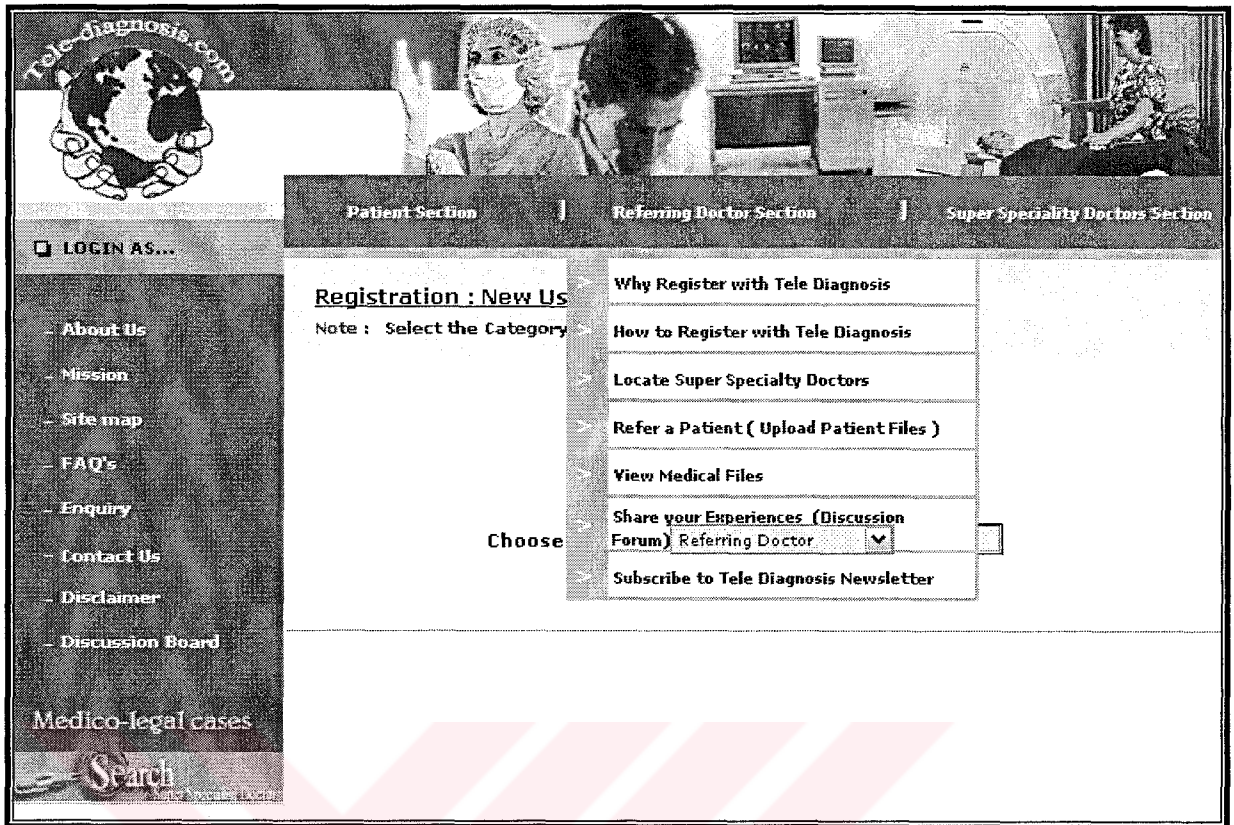 Tele-diagnosis.com
Patient Section | Referring Doctor Section | Super Speciality Doctors Section
LOGIN AS...
- About Us
- Mission
- Site map
- FAQ's
- Enquiry
- Contact Us
- Disclaimer
- Discussion Board
Medico-legal cases
Search
Registration : New Us
Note : Select the Category
Choose
> Why Register with Tele Diagnosis
> How to Register with Tele Diagnosis
> Locate Super Specialty Doctors
> Refer a Patient ( Upload Patient Files )
> View Medical Files
> Share your Experiences (Discussion
Forum) Referring Doctor
> Subscribe to Tele Diagnosis Newsletter